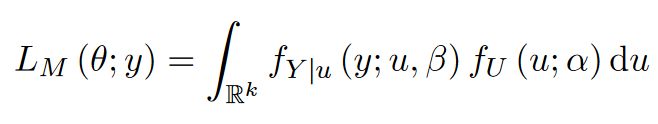 L_M (θ; y) = ∫_{ℝ^k} f_{Y|u} (y; u, β) f_U (u; α) du